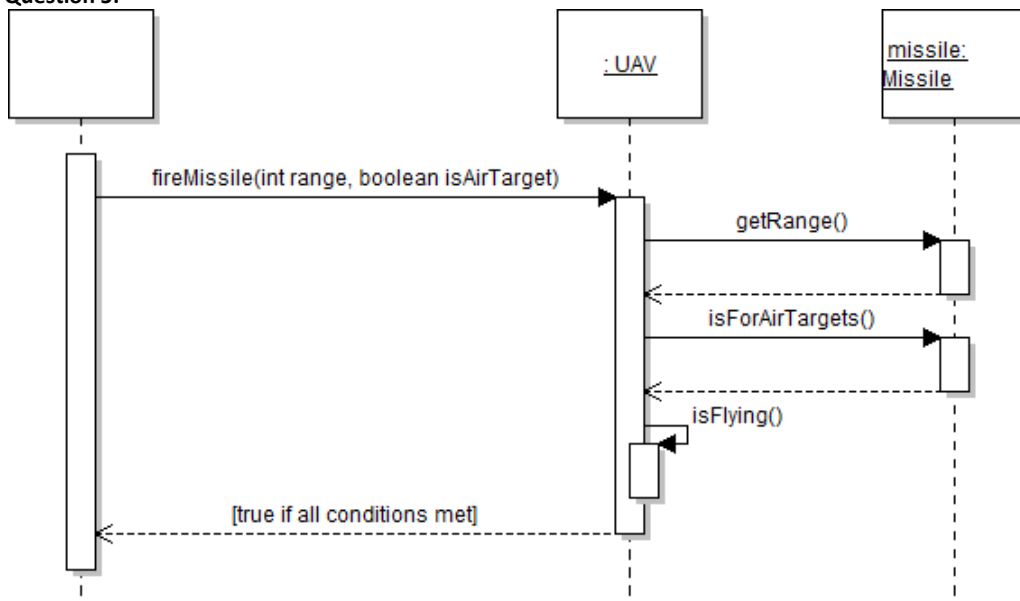 Question 3:
: UAV
missile:
Missile
fireMissile(int range, boolean isAirTarget)
getRange()
isForAirTargets()
isFlying()
[true if all conditions met]